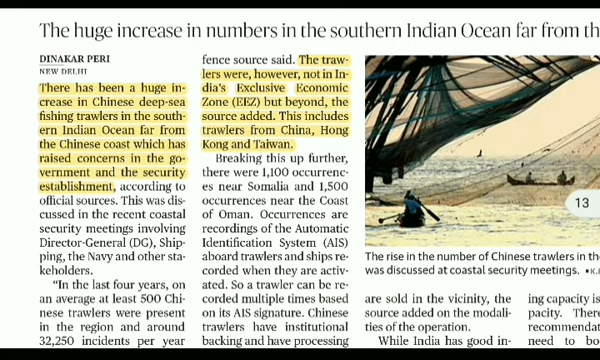 The huge increase in numbers in the southern Indian Ocean far from th
DINAKAR PERI
NEW DELHI
There has been a huge in-
crease in Chinese deep-sea
fishing trawlers in the south-
ern Indian Ocean far from
the Chinese coast which has
raised concerns in the go-
vernment and the security
establishment, according to
official sources. This was dis-
cussed in the recent coastal
security meetings involving
Director-General (DG), Ship-
ping, the Navy and other sta-
keholders.
“In the last four years, on
an average at least 500 Chi-
nese trawlers were present
in the region and around
32,250 incidents per year
fence source said. The traw-
lers were, however, not in In-
dia’s Exclusive Economic
Zone (EEZ) but beyond, the
source added. This includes
trawlers from China, Hong
Kong and Taiwan.
Breaking this up further,
there were 1,100 occurrenc-
es near Somalia and 1,500
occurrences near the Coast
of Oman. Occurrences are
recordings of the Automatic
Identification System (AIS)
aboard trawlers and ships re-
corded when they are activ-
ated. So a trawler can be re-
corded multiple times based
on its AIS signature. Chinese
trawlers have institutional
backing and have processing
13
The rise in the number of Chinese trawlers in th
was discussed at coastal security meetings. •K.
are sold in the vicinity, the
source added on the modali-
ties of the operation.
While India has good in-
ing capacity is
pacity. There
recommendat
need to bo